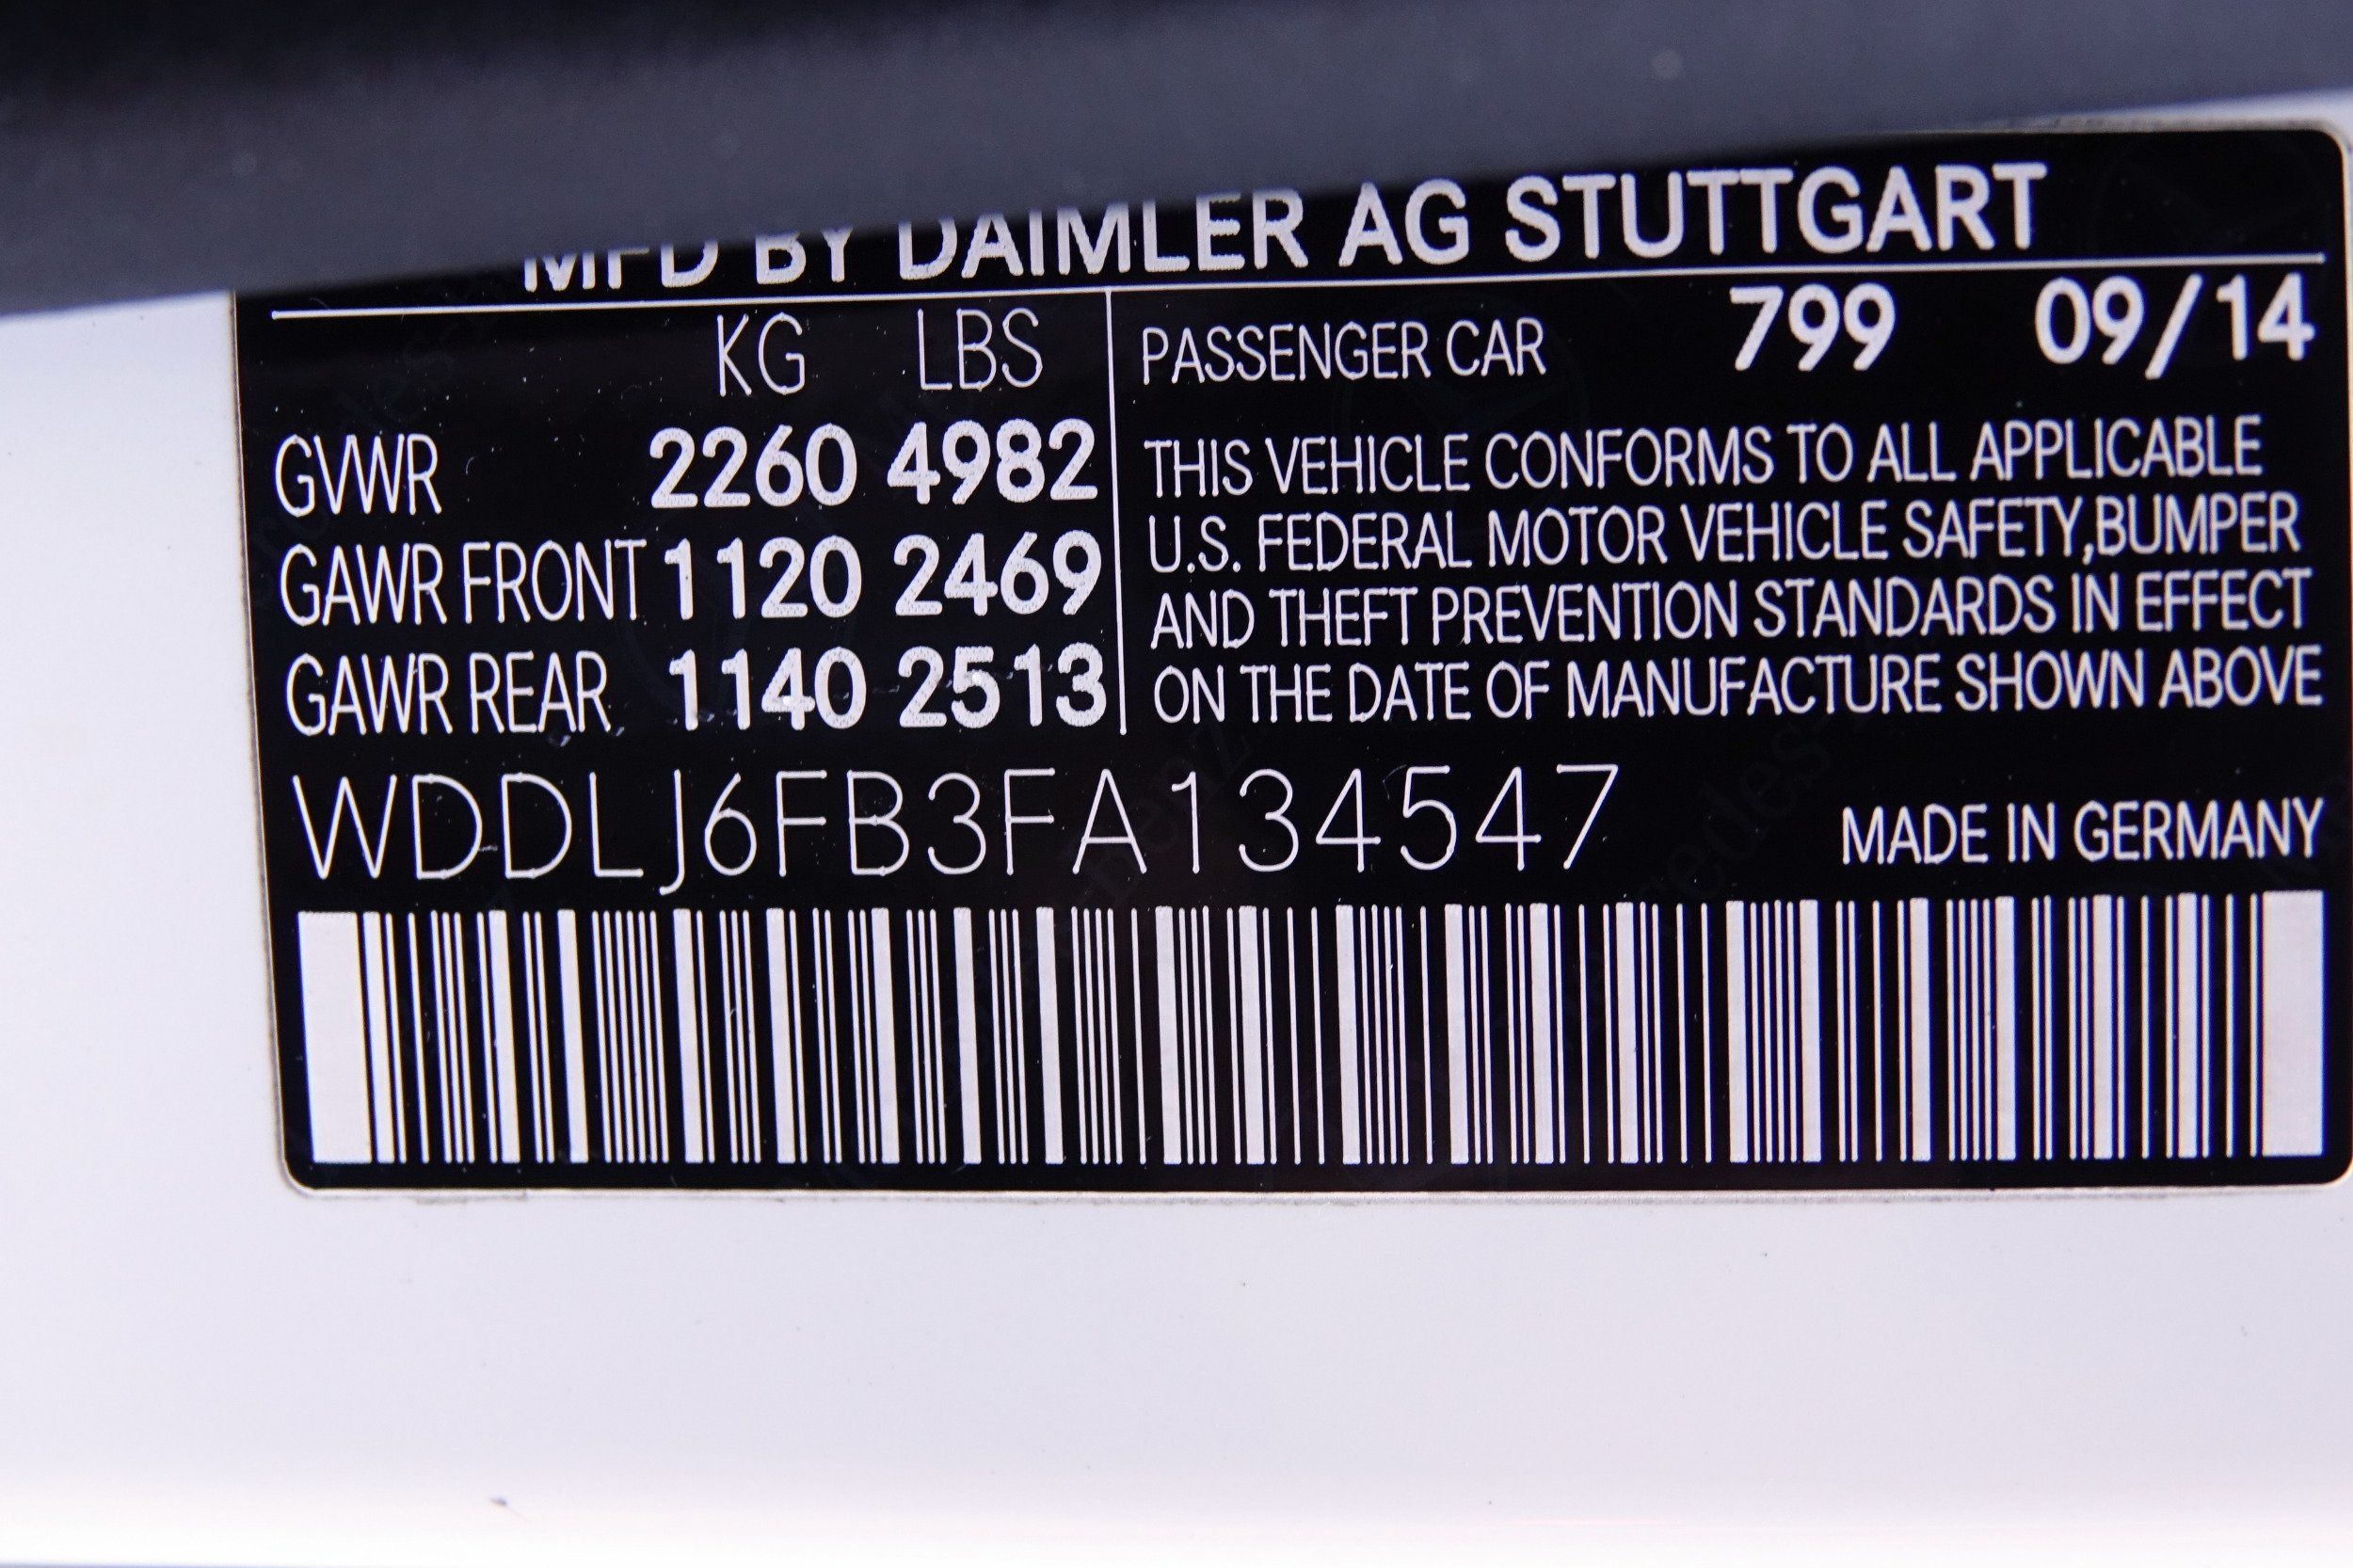 MFD BY DAIMLER AG STUTTGART
KG LBS
GVWR 2260 4982
GAWR FRONT 1120 2469
GAWR REAR 1140 2513
PASSENGER CAR 799 09/14
THIS VEHICLE CONFORMS TO ALL APPLICABLE
U.S. FEDERAL MOTOR VEHICLE SAFETY,BUMPER
AND THEFT PREVENTION STANDARDS IN EFFECT
ON THE DATE OF MANUFACTURE SHOWN ABOVE
WDDLJ6FB3FA134547
MADE IN GERMANY